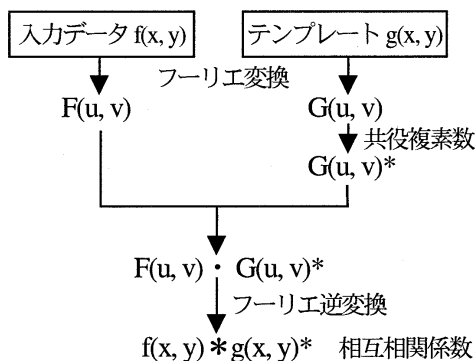 入力データ f(x, y) テンプレート g(x, y)
フーリエ変換
F(u, v) G(u, v)
共役複素数
G(u, v)*
F(u, v) ・ G(u, v)*
フーリエ逆変換
f(x, y) * g(x, y)* 相互相関係数